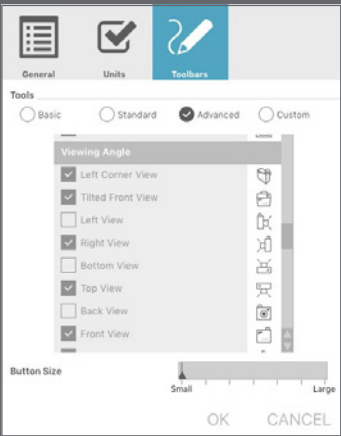 General Units Toolbars
Tools
Basic Standard Advanced Custom
Viewing Angle
Left Corner View
Tilted Front View
Left View
Right View
Bottom View
Top View
Back View
Front View
Button Size
Small Large
OK CANCEL